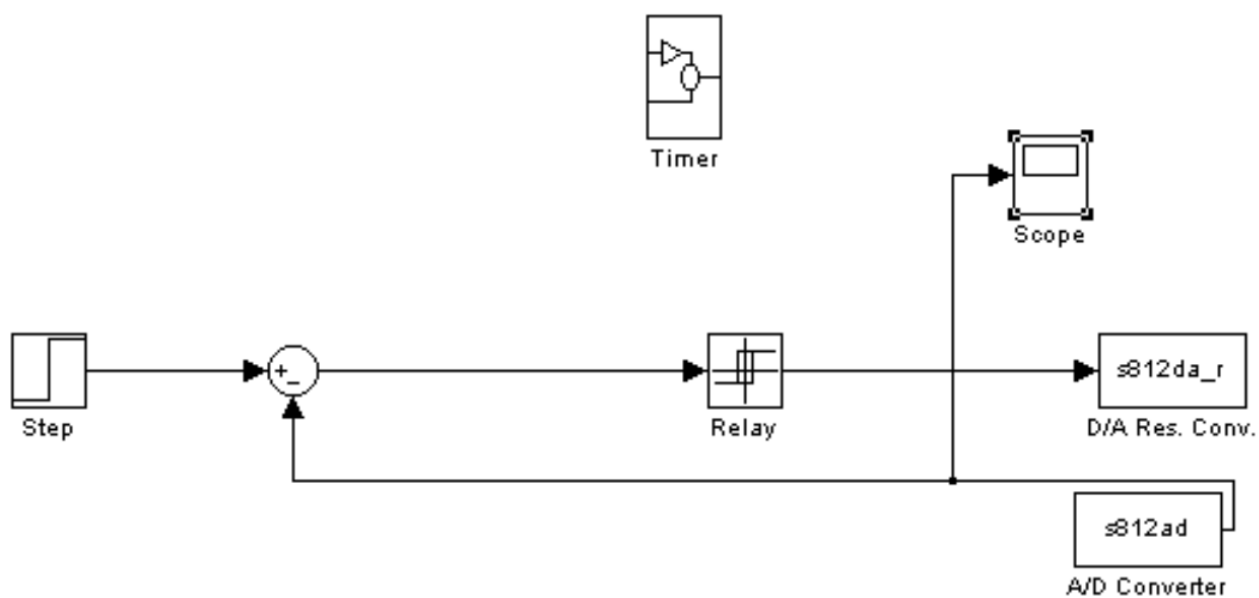 Timer
Scope
Step
+
-
Relay
s812da_r
D/A Res. Conv.
s812ad
A/D Converter